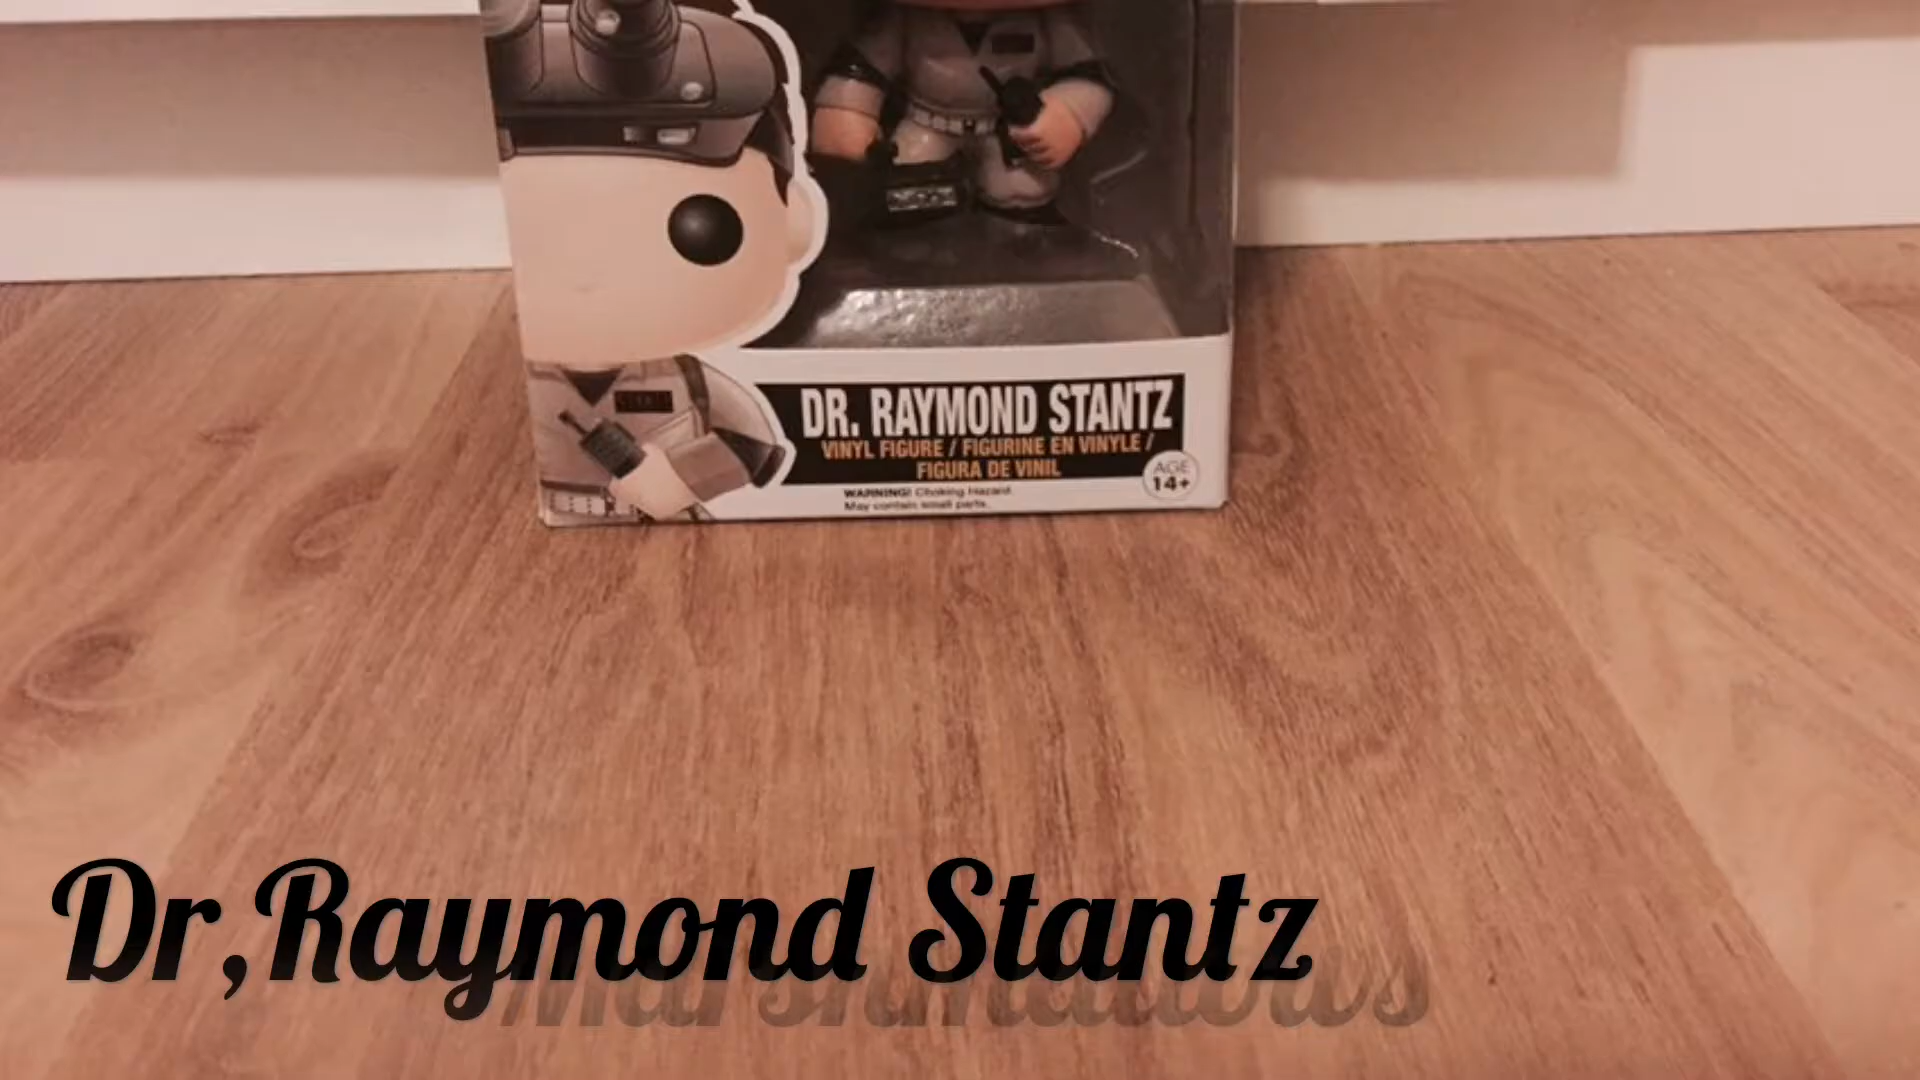 DR. RAYMOND STANTZ
VINYL FIGURE / FIGURINE EN VINYLE /
FIGURA DE VINIL
AGE
14+
WARNING! Choking Hazard.
May contain small parts.
Dr,Raymond Stantz
Marshmallows